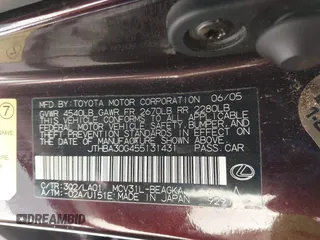 MFD. BY: TOYOTA MOTOR CORPORATION 06/05
GVWR 4540LB GAWR FR 2670LB RR 2280LB
THIS VEHICLE CONFORMS TO ALL APPLICABLE
FEDERAL MOTOR VEHICLE SAFETY, BUMPER, AND
THEFT PREVENTION STANDARDS IN EFFECT ON
THE DATE OF MANUFACTURE SHOWN ABOVE.
JTHBA30G455131431 PASS. CAR
7
C/TR: 3Q2/LA01 MCV31L-BEAGKA
A/TM: -02A/U151E MADE IN JAPAN
DREAMBID